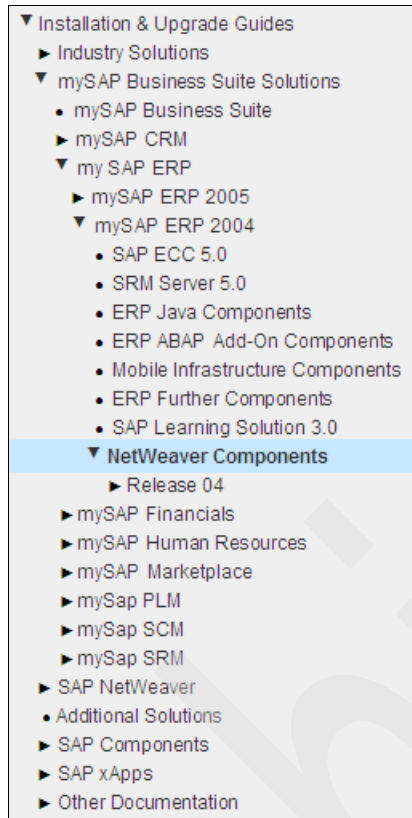 Installation & Upgrade Guides
Industry Solutions
mySAP Business Suite Solutions
mySAP Business Suite
mySAP CRM
my SAP ERP
mySAP ERP 2005
mySAP ERP 2004
SAP ECC 5.0
SRM Server 5.0
ERP Java Components
ERP ABAP Add-On Components
Mobile Infrastructure Components
ERP Further Components
SAP Learning Solution 3.0
NetWeaver Components
Release 04
mySAP Financials
mySAP Human Resources
mySAP Marketplace
mySap PLM
mySap SCM
mySap SRM
SAP NetWeaver
Additional Solutions
SAP Components
SAP xApps
Other Documentation